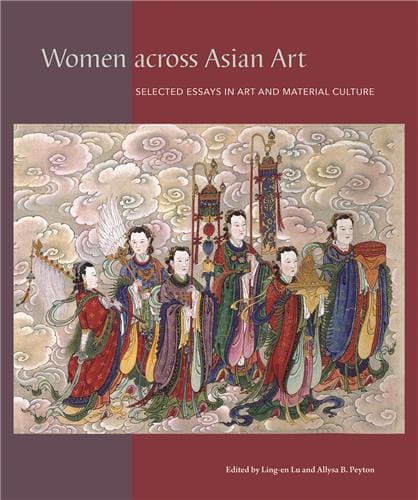 Women across Asian Art
SELECTED ESSAYS IN ART AND MATERIAL CULTURE
Edited by Ling-en Lu and Allysa B. Peyton